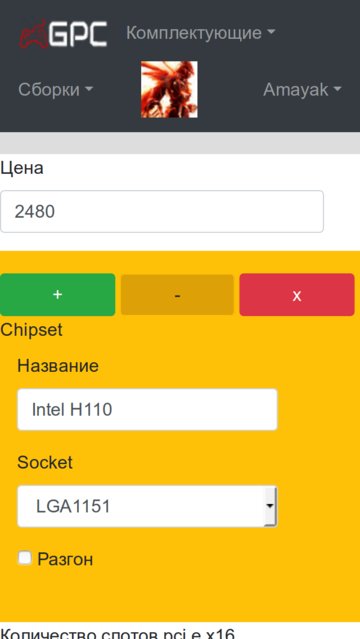 GPC
Комплектующие
Сборки
Amayak
Цена
2480
+
-
x
Chipset
Название
Intel H110
Socket
LGA1151
Разгон
Количество слотов pci e x16